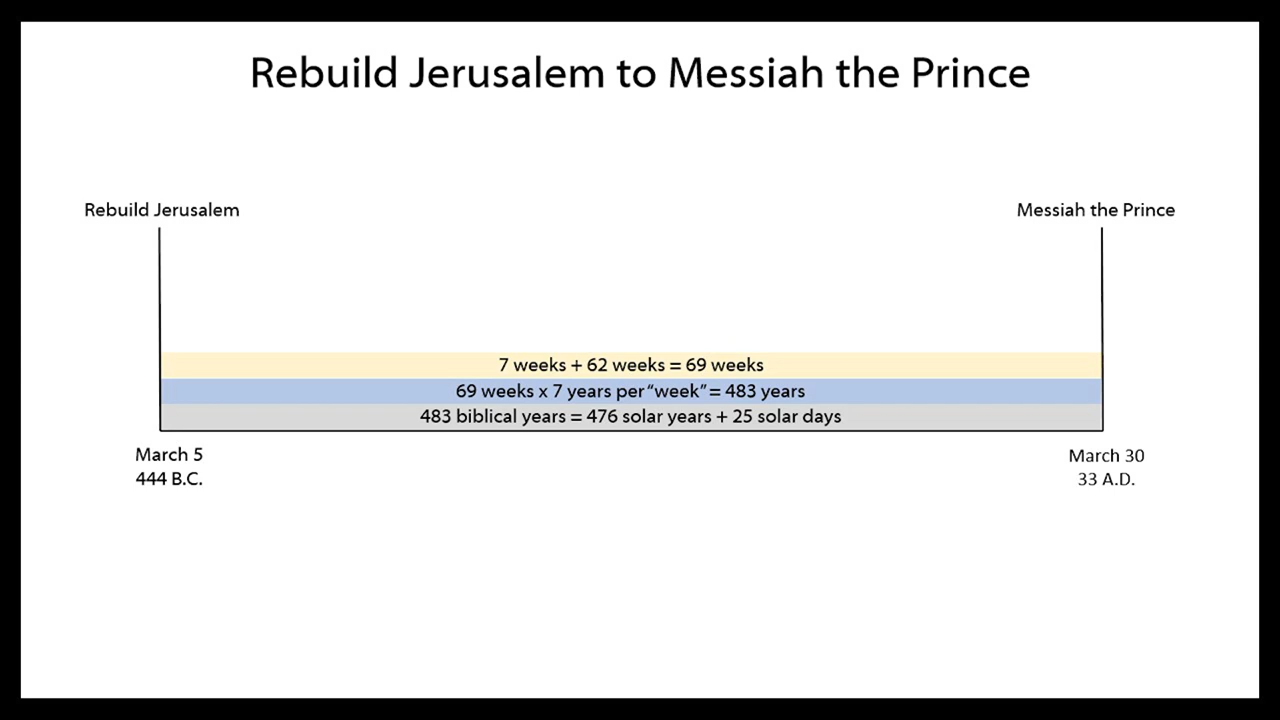 Rebuild Jerusalem to Messiah the Prince
Rebuild Jerusalem
Messiah the Prince
7 weeks + 62 weeks = 69 weeks
69 weeks x 7 years per “week” = 483 years
483 biblical years = 476 solar years + 25 solar days
March 5
444 B.C.
March 30
33 A.D.